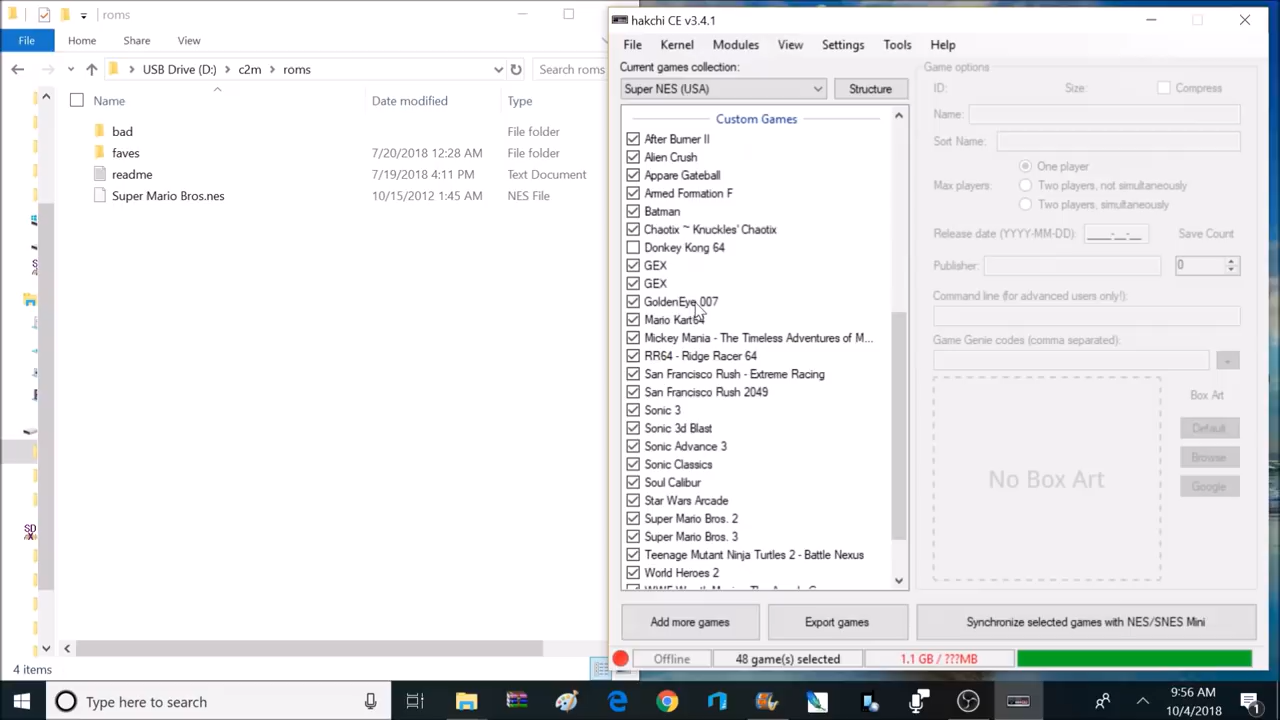 roms
File Home Share View
USB Drive (D:) c2m roms Search roms
Name Date modified Type
bad File folder
faves 7/20/2018 12:28 AM File folder
readme 7/19/2018 4:11 PM Text Document
Super Mario Bros.nes 10/15/2012 1:45 AM NES File
4 items
hakchi CE v3.4.1
File Kernel Modules View Settings Tools Help
Current games collection:
Super NES (USA) Structure
Custom Games
After Burner II
Alien Crush
Appare Gateball
Armed Formation F
Batman
Chaotix ~ Knuckles' Chaotix
Donkey Kong 64
GEX
GEX
GoldenEye 007
Mario Kart64
Mickey Mania - The Timeless Adventures of M...
RR64 - Ridge Racer 64
San Francisco Rush - Extreme Racing
San Francisco Rush 2049
Sonic 3
Sonic 3d Blast
Sonic Advance 3
Sonic Classics
Soul Calibur
Star Wars Arcade
Super Mario Bros. 2
Super Mario Bros. 3
Teenage Mutant Ninja Turtles 2 - Battle Nexus
World Heroes 2
Game options
ID: Size: Compress
Name:
Sort Name:
One player
Max players: Two players, not simultaneously
Two players, simultaneously
Release date (YYYY-MM-DD): ____-__-__ Save Count
Publisher: 0
Command line (for advanced users only!):
Game Genie codes (comma separated):
Box Art
Default
Browse
Google
No Box Art
Add more games Export games Synchronize selected games with NES/SNES Mini
Offline 48 game(s) selected 1.1 GB / ???MB
Type here to search
9:56 AM
10/4/2018
1